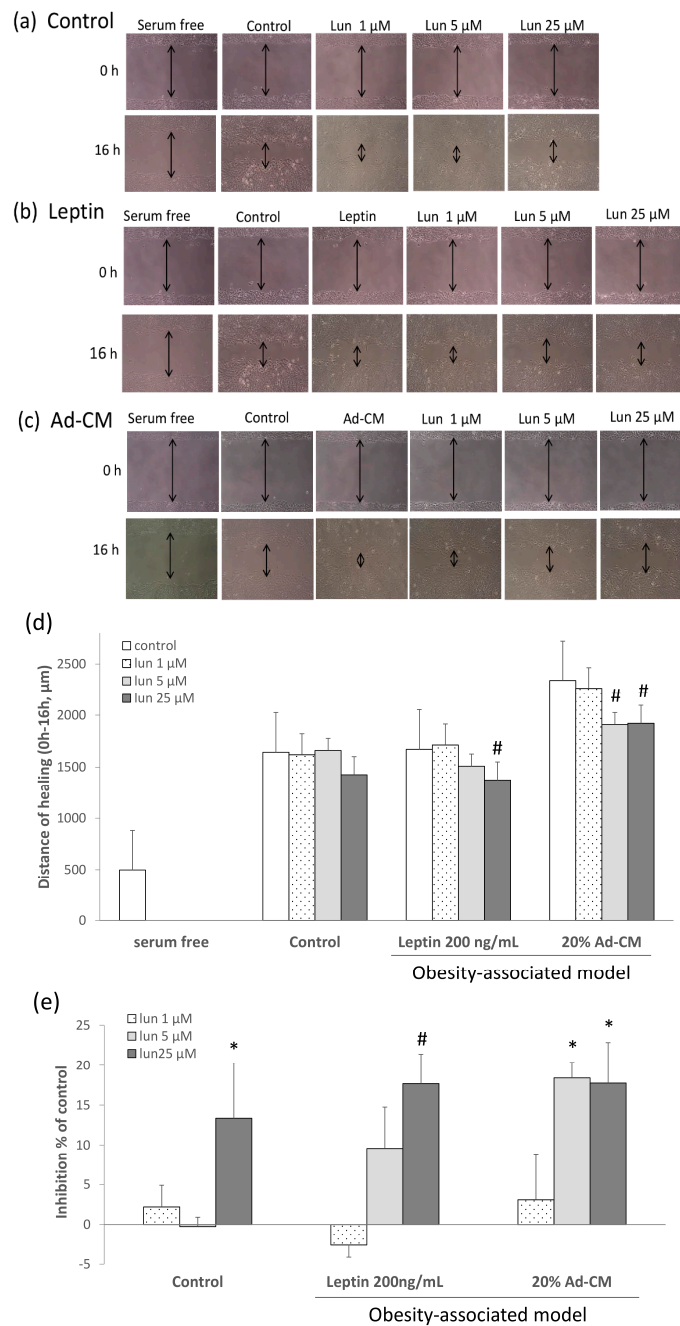 (a) Control
Serum free Control Lun 1 µM Lun 5 µM Lun 25 µM
0 h
16 h
(b) Leptin
Serum free Control Leptin Lun 1 µM Lun 5 µM Lun 25 µM
0 h
16 h
(c) Ad-CM
Serum free Control Ad-CM Lun 1 µM Lun 5 µM Lun 25 µM
0 h
16 h
(d)
control
lun 1 µM
lun 5 µM
lun 25 µM
Distance of healing (0h-16h, µm)
2500
2000
1500
1000
500
0
#
# #
serum free Control Leptin 200 ng/mL 20% Ad-CM
Obesity-associated model
(e)
lun 1 µM
lun 5 µM
lun25 µM
Inhibition % of control
25
20
15
10
5
0
-5
*
#
* *
Control Leptin 200ng/mL 20% Ad-CM
Obesity-associated model